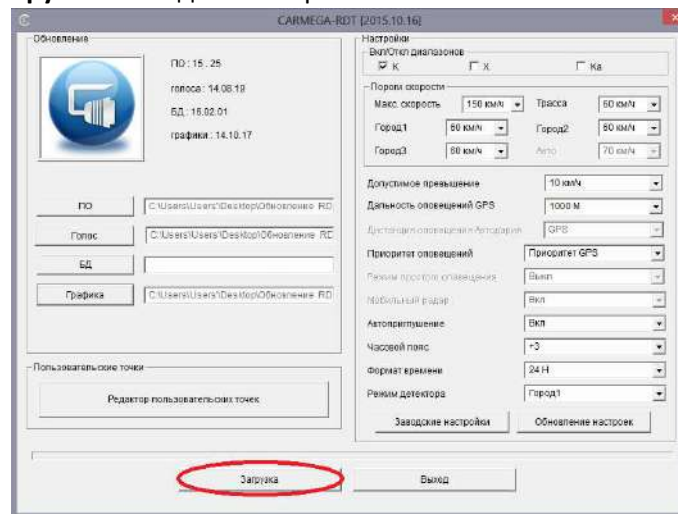 CARMEGA-RDT [2015.10.16]
Обновление
ПО : 15 . 25
голоса : 14.08.19
БД : 16.02.01
графики : 14.10.17
ПО C:\Users\Users\Desktop\Обновление RD
Голос C:\Users\Users\Desktop\Обновление RD
БД
Графика C:\Users\Users\Desktop\Обновление RD
Пользовательские точки
Редактор пользовательских точек
Настройки
Вкл/Откл диапазонов
K X Ka
Пороги скорости
Макс. скорость 150 км/ч Трасса 60 км/ч
Город1 60 км/ч Город2 60 км/ч
Город3 60 км/ч Авто 70 км/ч
Допустимое превышение 10 км/ч
Дальность оповещений GPS 1000 М
Дистанция оповещения Автодория GPS
Приоритет оповещений Приоритет GPS
Режим простого оповещения Выкл
Мобильный радар Вкл
Автоприглушение Вкл
Часовой пояс +3
Формат времени 24 H
Режим детектора Город1
Заводские настройки Обновление настроек
Загрузка Выход